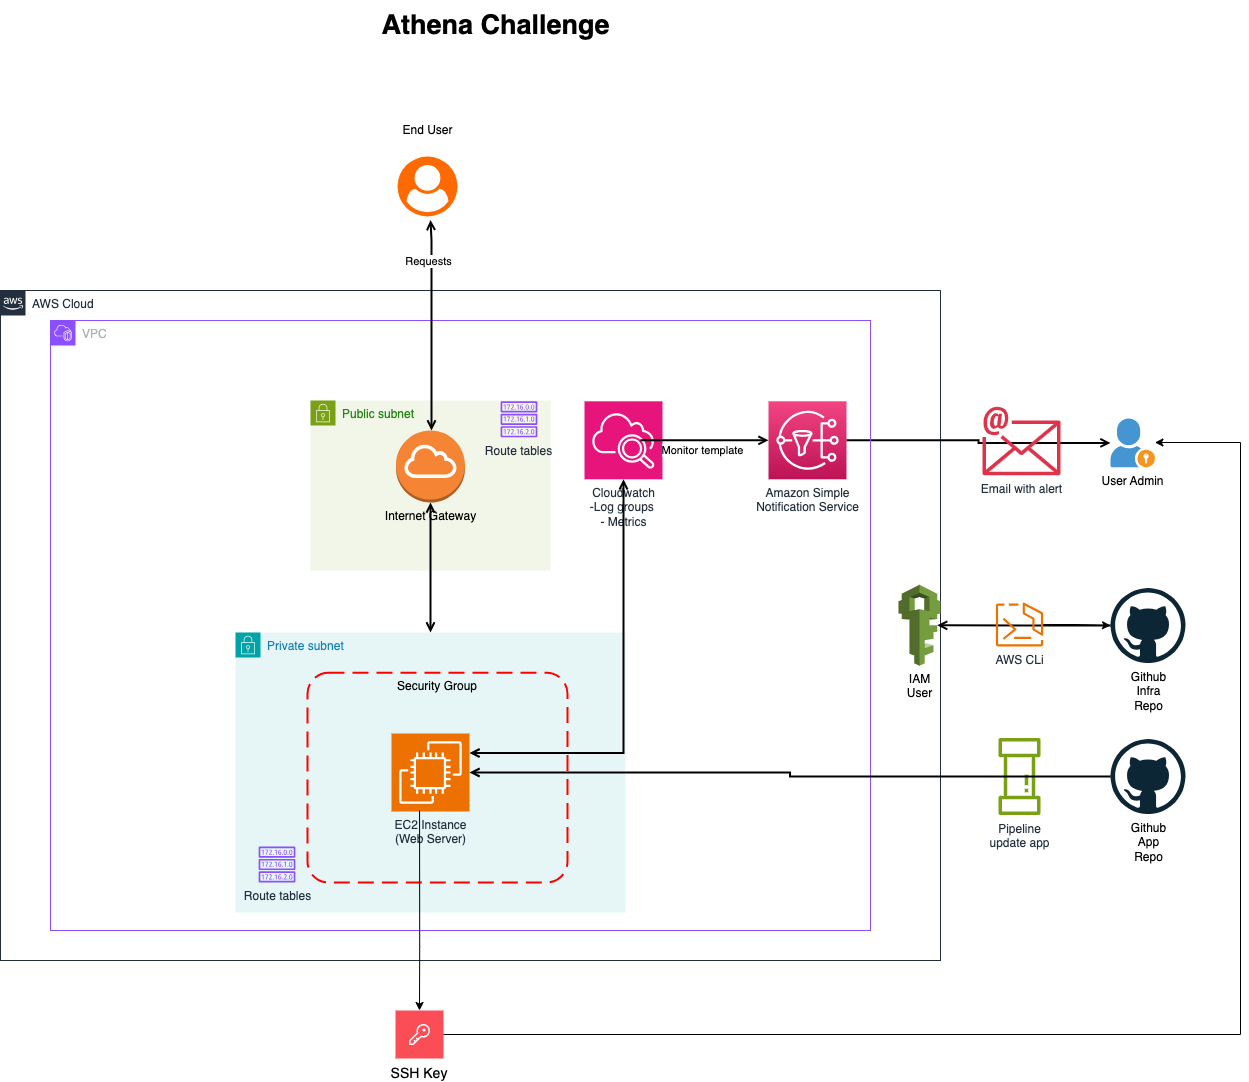 Athena Challenge
End User
Requests
aws
AWS Cloud
VPC
Public subnet
172.16.0.0
172.16.1.0
172.16.2.0
Route tables
Internet Gateway
Cloudwatch
-Log groups
- Metrics
Monitor template
Amazon Simple
Notification Service
@
Email with alert
User Admin
IAM
User
AWS CLi
Github
Infra
Repo
Private subnet
Security Group
EC2 Instance
(Web Server)
172.16.0.0
172.16.1.0
172.16.2.0
Route tables
Pipeline
update app
Github
App
Repo
SSH Key